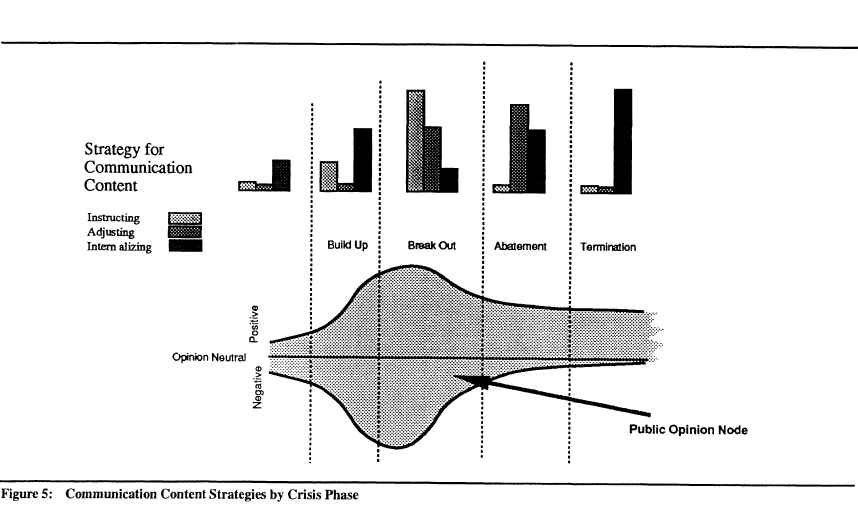 Strategy for
Communication
Content
Instructing
Adjusting
Intern alizing
Build Up
Break Out
Abatement
Termination
Positive
Opinion Neutral
Negative
Public Opinion Node
Figure 5: Communication Content Strategies by Crisis Phase